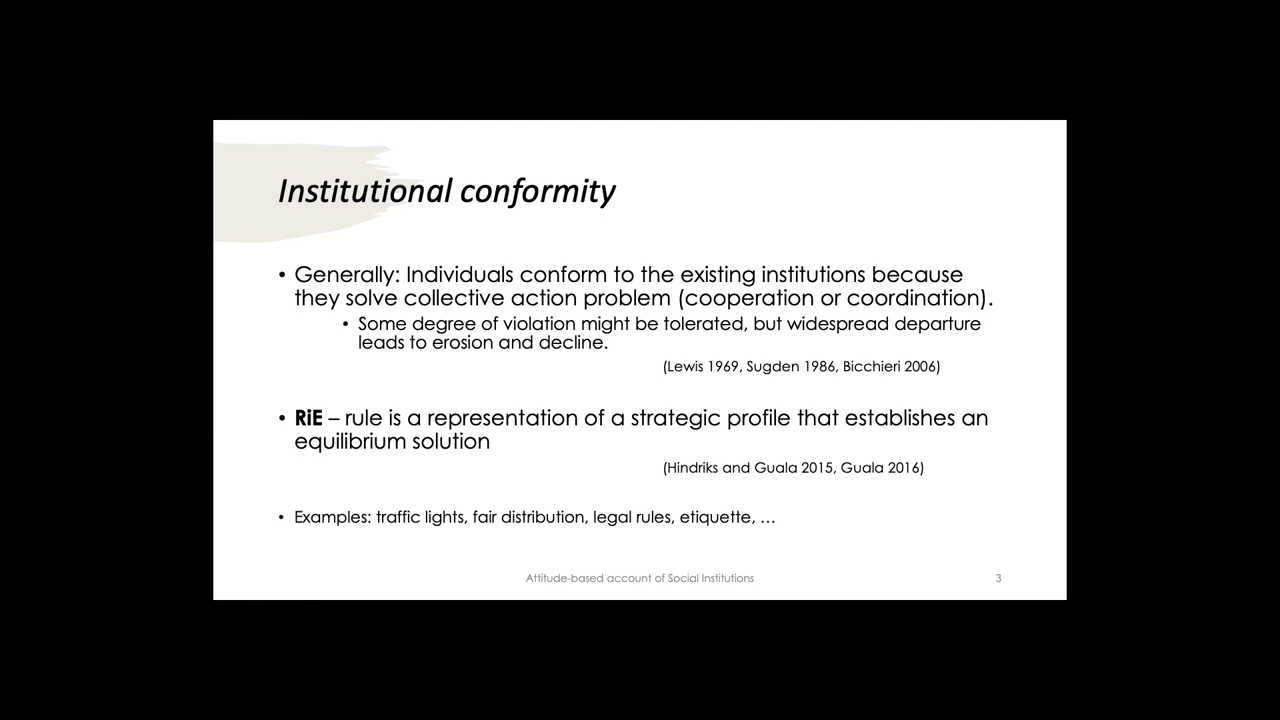 Institutional conformity
• Generally: Individuals conform to the existing institutions because
they solve collective action problem (cooperation or coordination).
• Some degree of violation might be tolerated, but widespread departure
leads to erosion and decline.
(Lewis 1969, Sugden 1986, Bicchieri 2006)
• RiE – rule is a representation of a strategic profile that establishes an
equilibrium solution
(Hindriks and Guala 2015, Guala 2016)
• Examples: traffic lights, fair distribution, legal rules, etiquette, …
Attitude-based account of Social Institutions
3